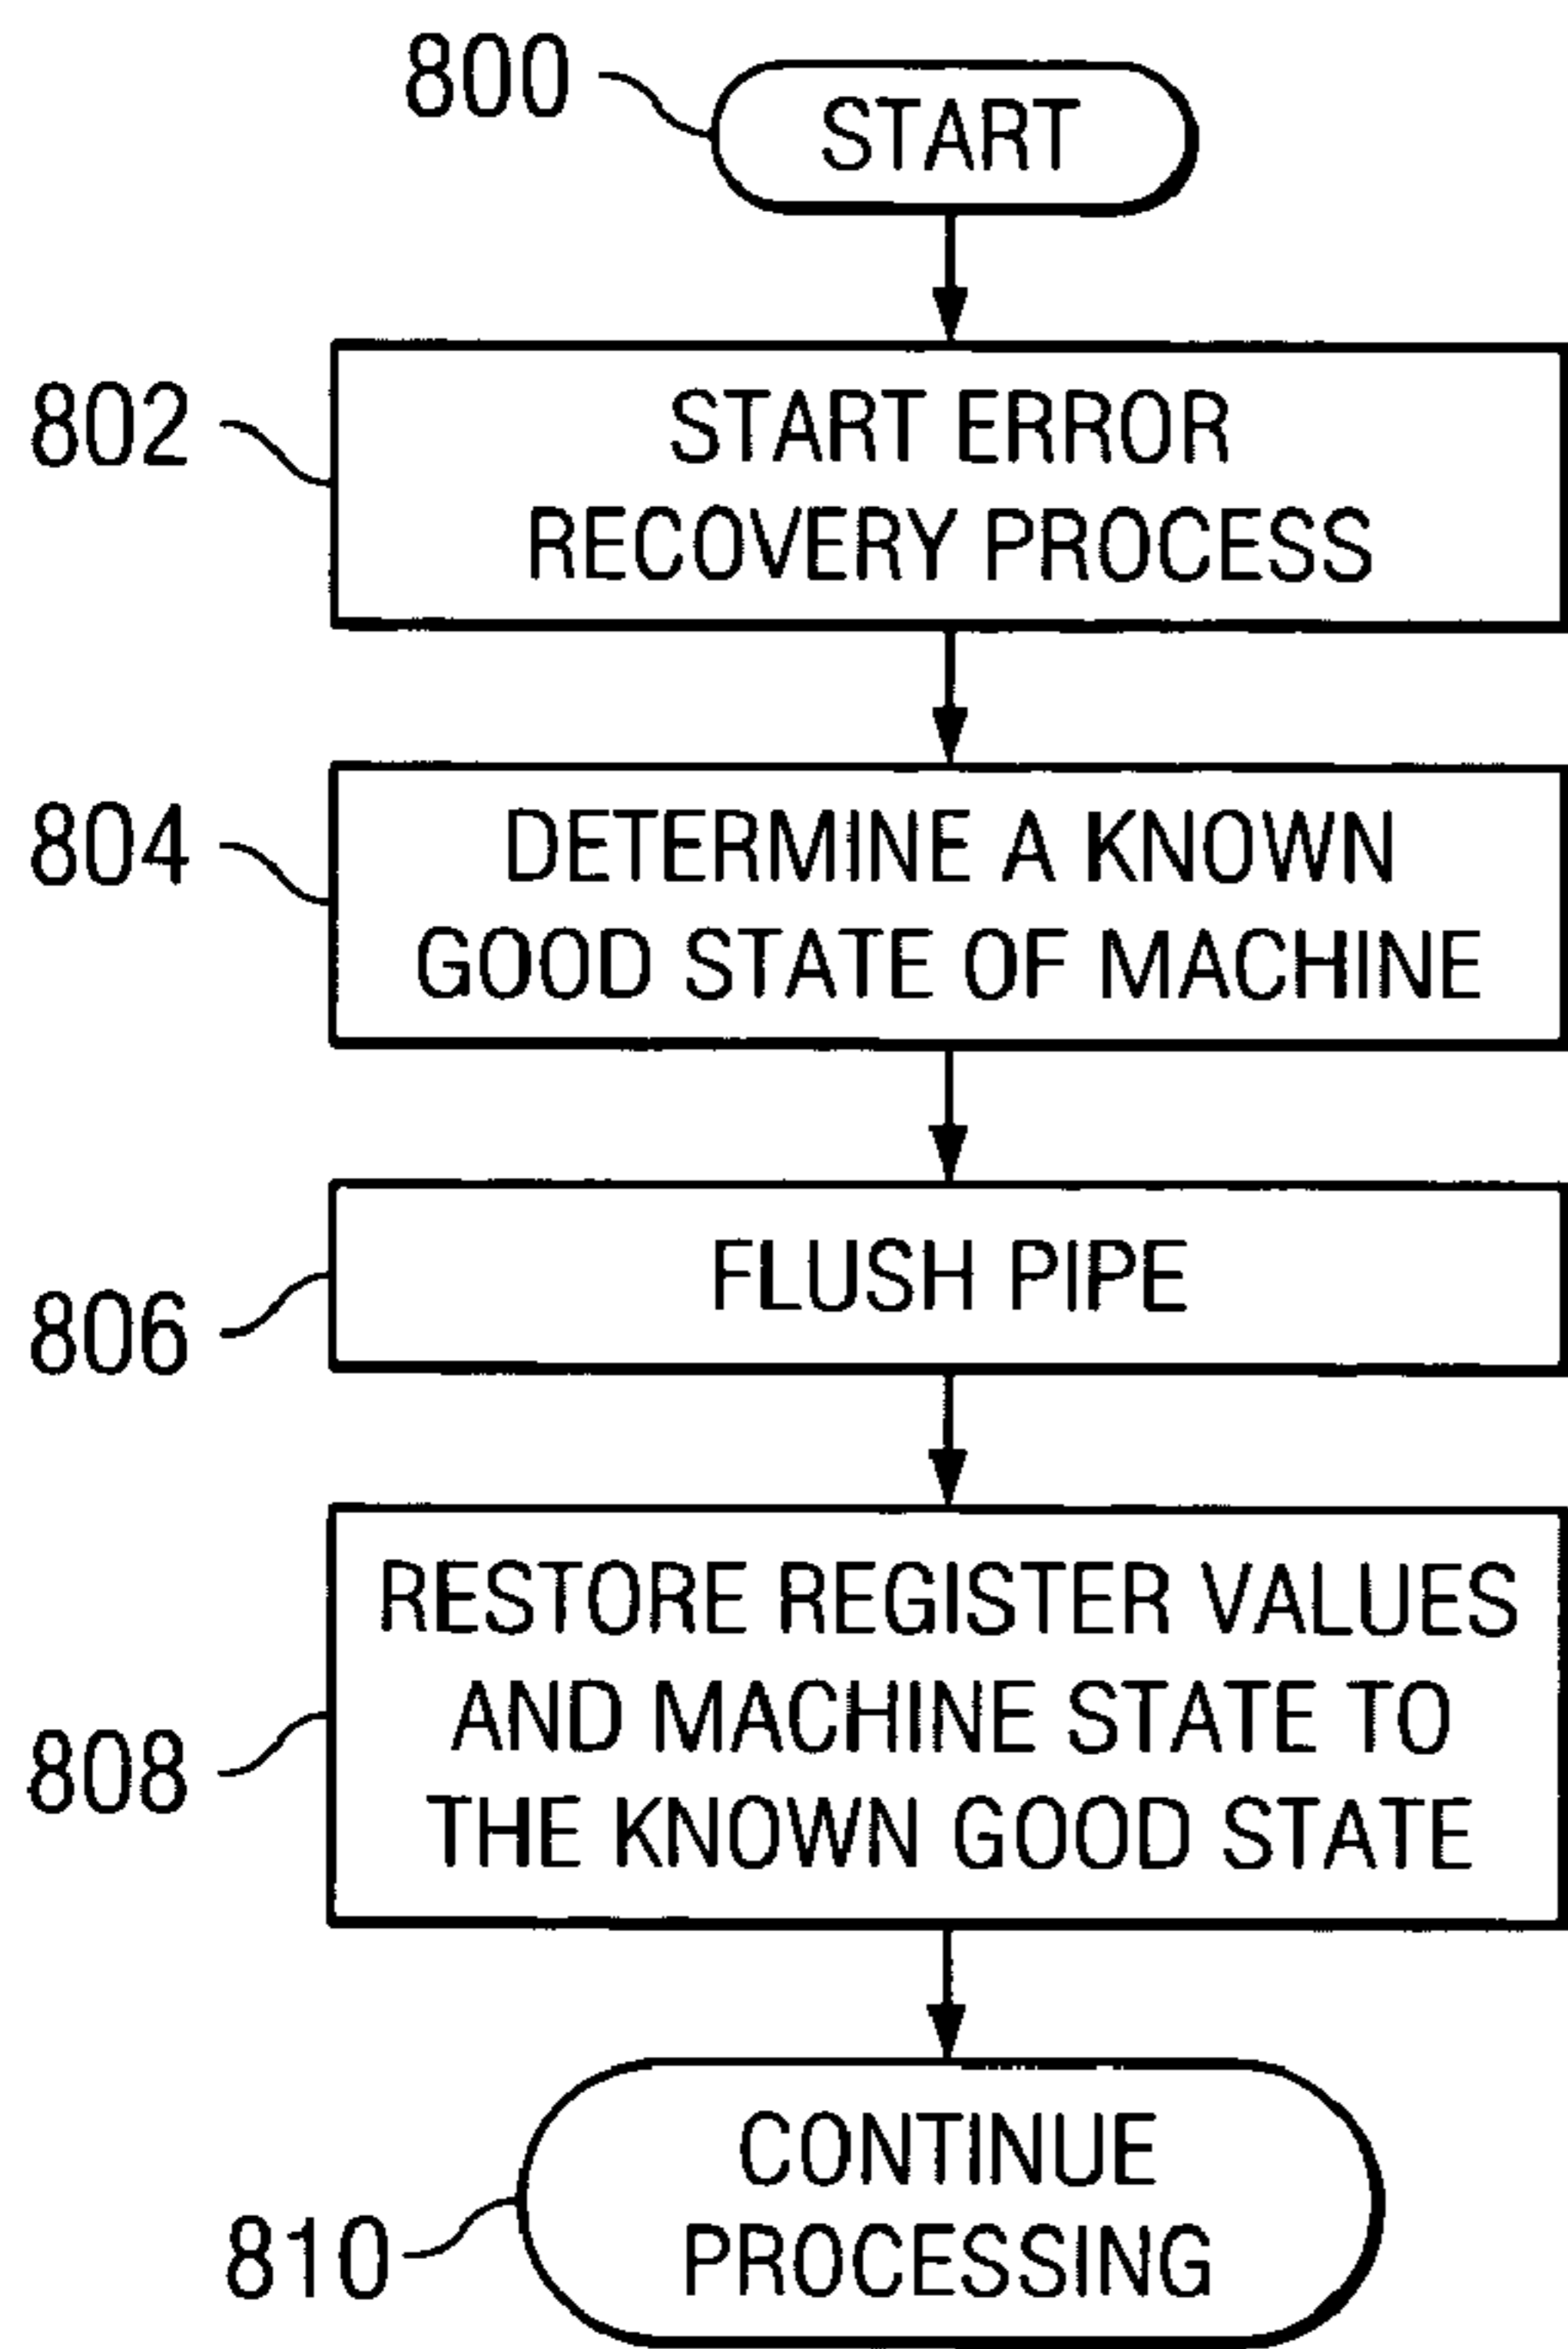 800
START
802
START ERROR
RECOVERY PROCESS
804
DETERMINE A KNOWN
GOOD STATE OF MACHINE
806
FLUSH PIPE
808
RESTORE REGISTER VALUES
AND MACHINE STATE TO
THE KNOWN GOOD STATE
810
CONTINUE
PROCESSING